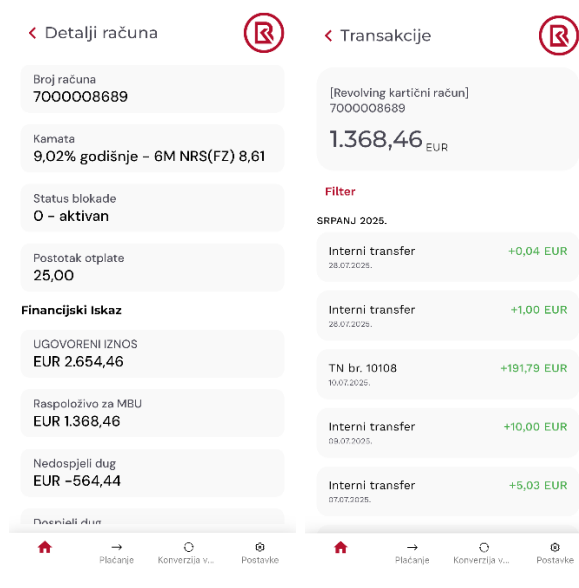 Detalji računa
Broj računa
7000008689
Kamata
9,02% godišnje – 6M NRS(FZ) 8,61
Status blokade
0 – aktivan
Postotak otplate
25,00
Financijski Iskaz
UGOVORENI IZNOS
EUR 2.654,46
Raspoloživo za MBU
EUR 1.368,46
Nedospjeli dug
EUR -564,44
Dospjeli dug
Plaćanje
Konverzija v...
Postavke
Transakcije
[Revolving kartični račun]
7000008689
1.368,46 EUR
Filter
SRPANJ 2025.
Interni transfer +0,04 EUR
28.07.2025.
Interni transfer +1,00 EUR
28.07.2025.
TN br. 10108 +191,79 EUR
10.07.2025.
Interni transfer +10,00 EUR
09.07.2025.
Interni transfer +5,03 EUR
07.07.2025.
Plaćanje
Konverzija v...
Postavke